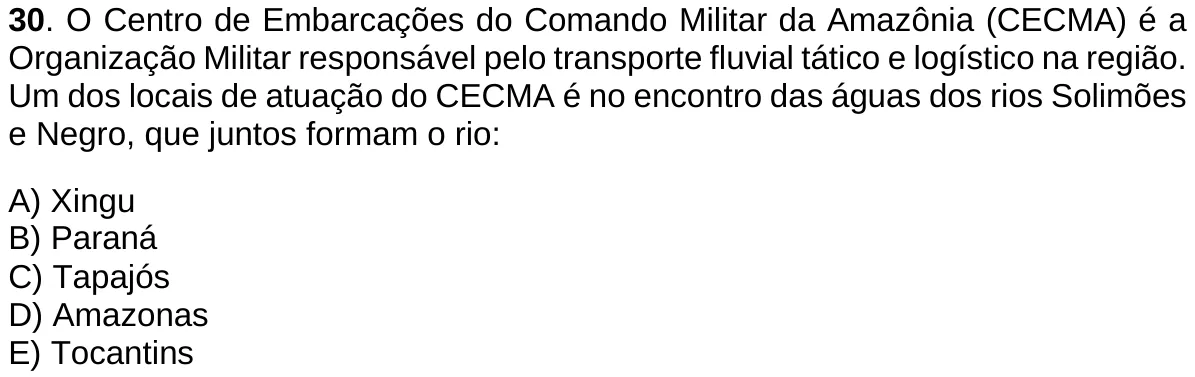 30. O Centro de Embarcações do Comando Militar da Amazônia (CECMA) é a
Organização Militar responsável pelo transporte fluvial tático e logístico na região.
Um dos locais de atuação do CECMA é no encontro das águas dos rios Solimões
e Negro, que juntos formam o rio:
A) Xingu
B) Paraná
C) Tapajós
D) Amazonas
E) Tocantins